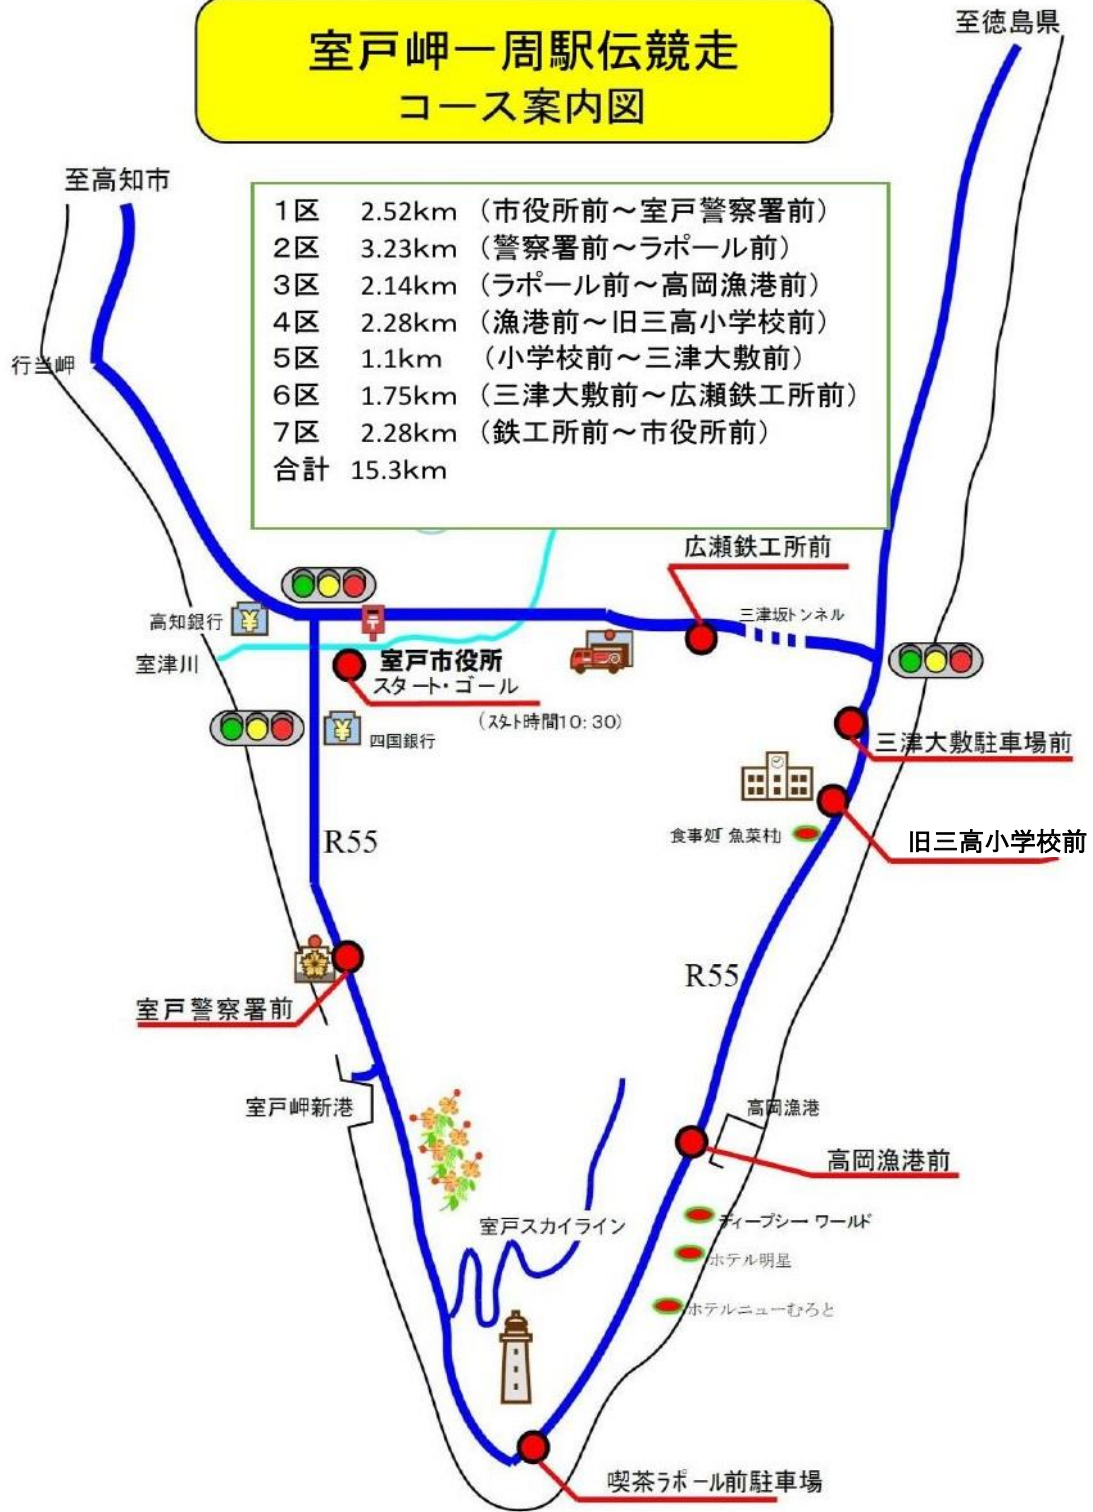 室戸岬一周駅伝競走
コース案内図
至徳島県
至高知市
1区 2.52km (市役所前～室戸警察署前)
2区 3.23km (警察署前～ラポール前)
3区 2.14km (ラポール前～高岡漁港前)
4区 2.28km (漁港前～旧三高小学校前)
5区 1.1km (小学校前～三津大敷前)
6区 1.75km (三津大敷前～広瀬鉄工所前)
7区 2.28km (鉄工所前～市役所前)
合計 15.3km
行当岬
広瀬鉄工所前
三津坂トンネル
高知銀行
室津川
室戸市役所
スタート・ゴール
(スタート時間10:30)
四国銀行
三津大敷駐車場前
食事処「魚菜村」
旧三高小学校前
R55
R55
室戸警察署前
室戸岬新港
高岡漁港
高岡漁港前
ディープシーワールド
室戸スカイライン
ホテル明星
ホテルニューむろと
喫茶ラポール前駐車場